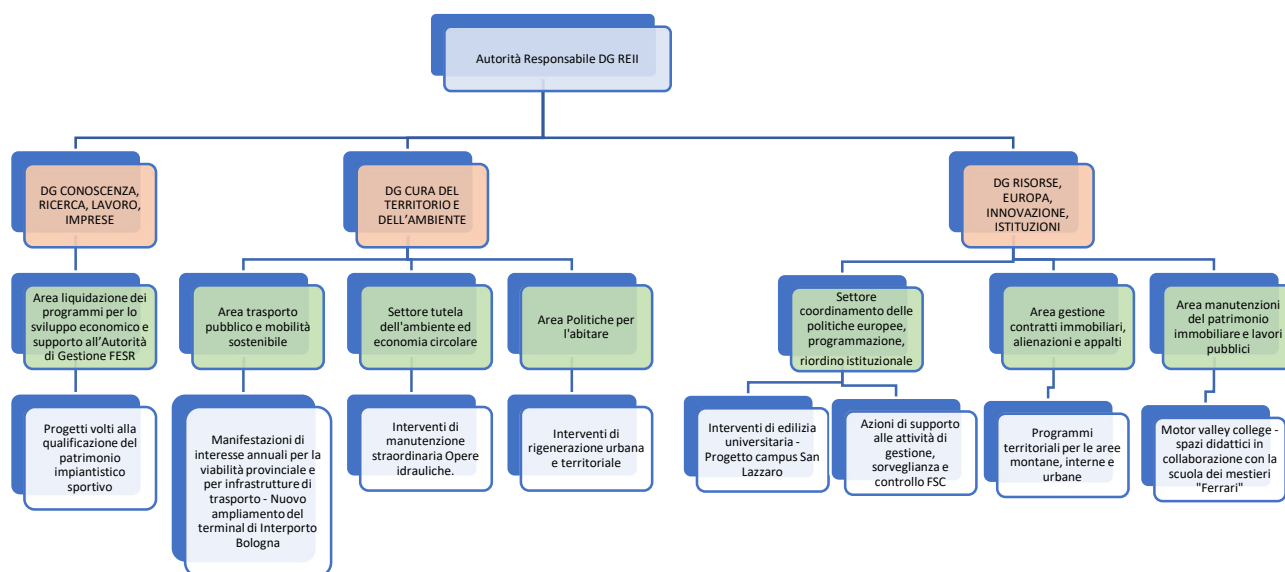 Autorità Responsabile DG REII
DG CONOSCENZA,
RICERCA, LAVORO,
IMPRESE
DG CURA DEL
TERRITORIO E
DELL’AMBIENTE
DG RISORSE,
EUROPA,
INNOVAZIONE,
ISTITUZIONI
Area liquidazione dei
programmi per lo
sviluppo economico e
supporto all’Autorità
di Gestione FESR
Area trasporto
pubblico e mobilità
sostenibile
Settore tutela
dell'ambiente ed
economia circolare
Area Politiche per
l'abitare
Settore
coordinamento delle
politiche europee,
programmazione,
riordino istituzionale
Area gestione
contratti immobiliari,
alienazioni e appalti
Area manutenzioni
del patrimonio
immobiliare e lavori
pubblici
Progetti volti alla
qualificazione del
patrimonio
impiantistico
sportivo
Manifestazioni di
interesse annuali per la
viabilità provinciale e
per infrastrutture di
trasporto - Nuovo
ampliamento del
terminal di Interporto
Bologna
Interventi di
manutenzione
straordinaria Opere
idrauliche.
Interventi di
rigenerazione urbana
e territoriale
Interventi di edilizia
universitaria -
Progetto campus San
Lazzaro
Azioni di supporto
alle attività di
gestione,
sorveglianza e
controllo FSC
Programmi
territoriali per le aree
montane, interne e
urbane
Motor valley college -
spazi didattici in
collaborazione con la
scuola dei mestieri
"Ferrari"